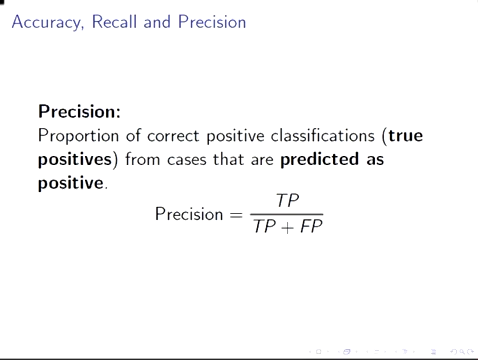 Accuracy, Recall and Precision
Precision:
Proportion of correct positive classifications (true
positives) from cases that are predicted as
positive.
Precision = TP / TP + FP